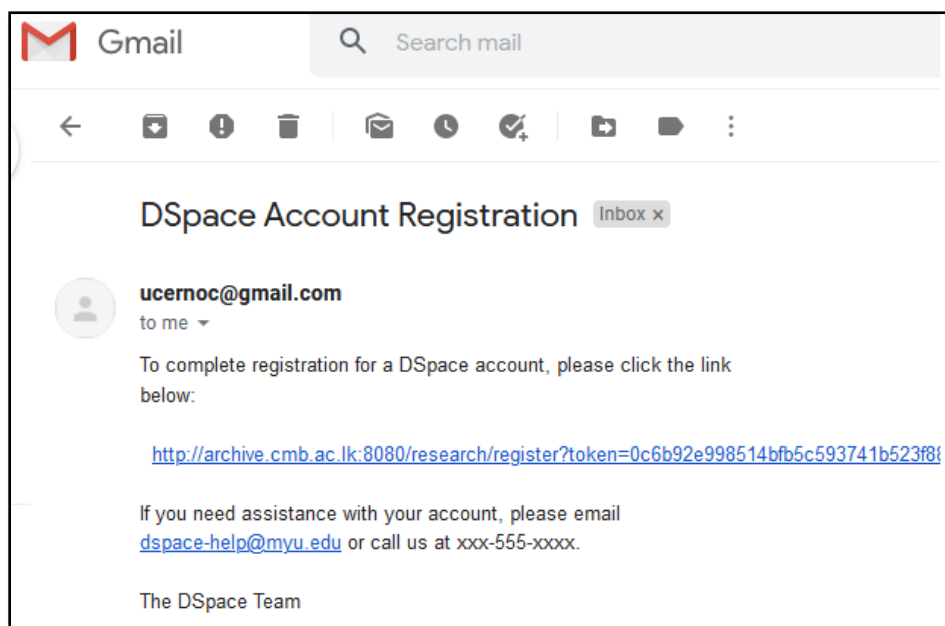 Gmail
Search mail
DSpace Account Registration Inbox x
ucernoc@gmail.com
to me
To complete registration for a DSpace account, please click the link
below:
http://archive.cmb.ac.lk:8080/research/register?token=0c6b92e998514bfb5c593741b523f88
If you need assistance with your account, please email
dspace-help@myu.edu or call us at xxx-555-xxxx.
The DSpace Team